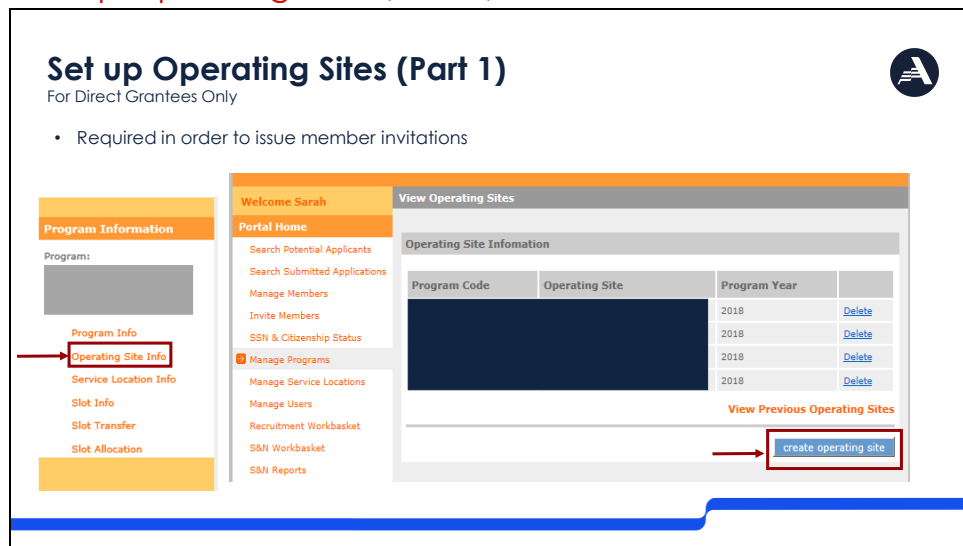 Set up Operating Sites (Part 1)
For Direct Grantees Only
• Required in order to issue member invitations
Program Information
Program:
Program Info
Operating Site Info
Service Location Info
Slot Info
Slot Transfer
Slot Allocation
Welcome Sarah
Portal Home
Search Potential Applicants
Search Submitted Applications
Manage Members
Invite Members
SSN & Citizenship Status
Manage Programs
Manage Service Locations
Manage Users
Recruitment Workbasket
S&N Workbasket
S&N Reports
View Operating Sites
Operating Site Infomation
Program Code Operating Site Program Year
2018 Delete
2018 Delete
2018 Delete
2018 Delete
View Previous Operating Sites
create operating site